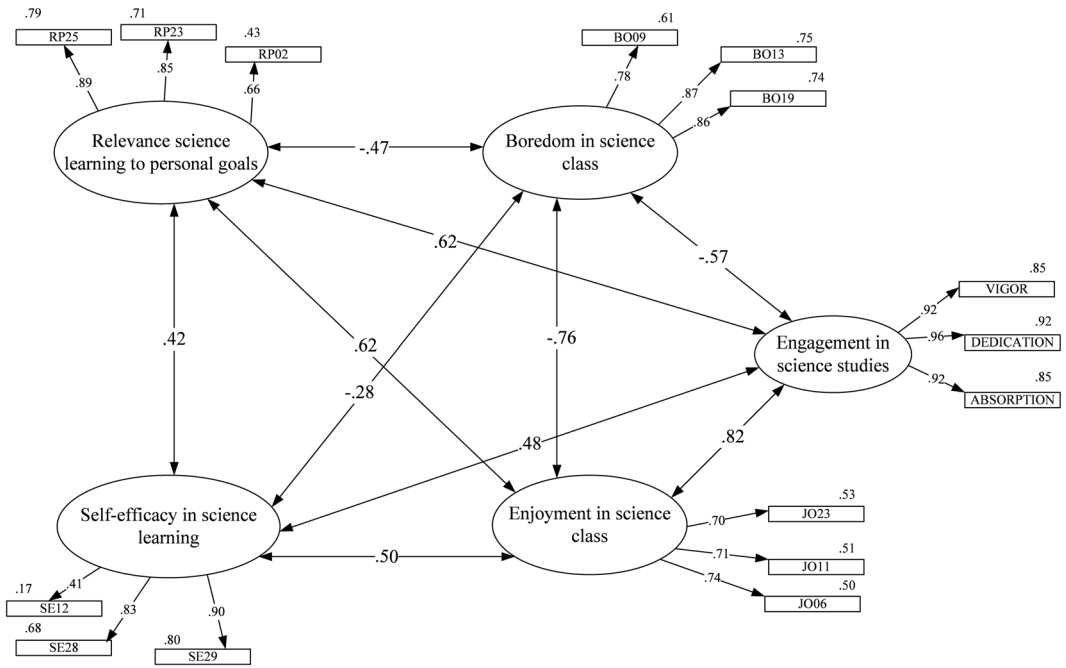 .79
RP25
.71
RP23
.43
RP02
.89
.85
.66
Relevance science
learning to personal goals
.61
BO09
.75
BO13
.74
BO19
.78
.87
.86
Boredom in science
class
-.47
.62
-.57
.42
.62
-.76
-.28
.48
.82
.50
Engagement in
science studies
.85
VIGOR
.92
.92
DEDICATION
.96
.85
ABSORPTION
.92
Self-efficacy in science
learning
.17
SE12
.41
.68
SE28
.83
.80
SE29
.90
Enjoyment in science
class
.53
JO23
.70
.51
JO11
.71
.50
JO06
.74